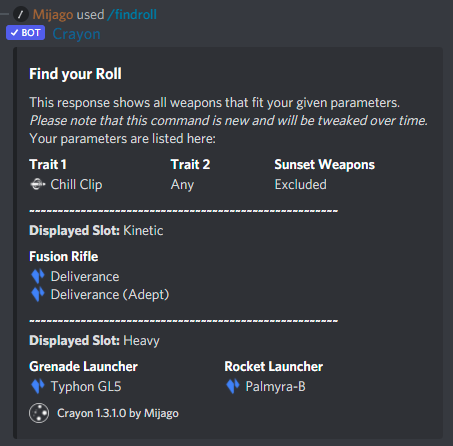 Mijago used /findroll
✓ BOT Crayon
Find your Roll
This response shows all weapons that fit your given parameters.
Please note that this command is new and will be tweaked over time.
Your parameters are listed here:
Trait 1 Trait 2 Sunset Weapons
Chill Clip Any Excluded
~~~~~~~~~~~~~~~~~~~~~~~~~~~~~~~~~~~~~~~
Displayed Slot: Kinetic
Fusion Rifle
Deliverance
Deliverance (Adept)
~~~~~~~~~~~~~~~~~~~~~~~~~~~~~~~~~~~~~~~
Displayed Slot: Heavy
Grenade Launcher Rocket Launcher
Typhon GL5 Palmyra-B
Crayon 1.3.1.0 by Mijago